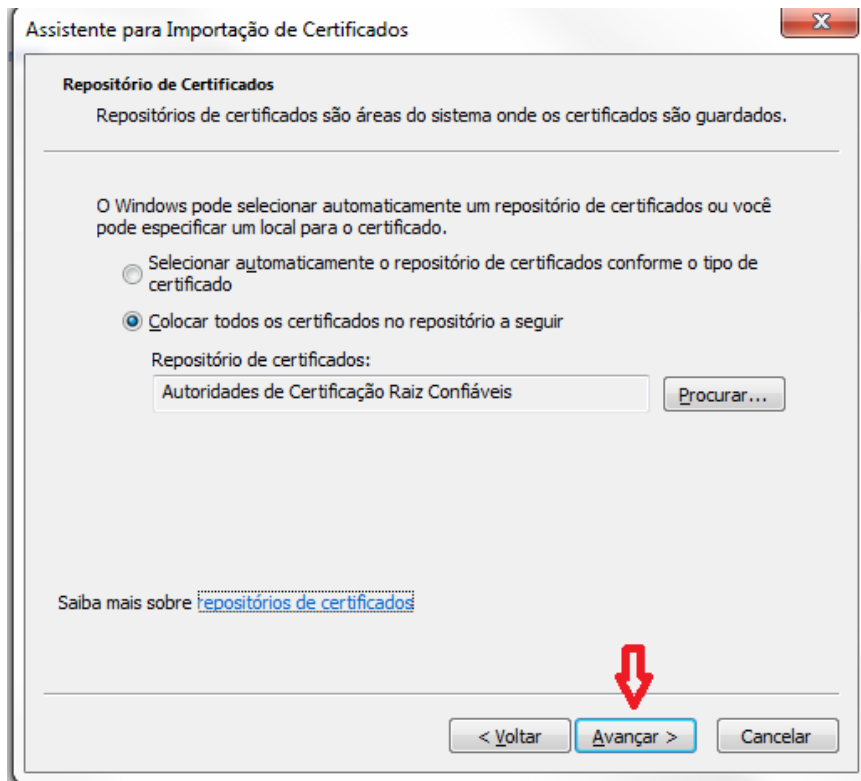 Assistente para Importação de Certificados
Repositório de Certificados
Repositórios de certificados são áreas do sistema onde os certificados são guardados.
O Windows pode selecionar automaticamente um repositório de certificados ou você
pode especificar um local para o certificado.
Selecionar automaticamente o repositório de certificados conforme o tipo de
certificado
Colocar todos os certificados no repositório a seguir
Repositório de certificados:
Autoridades de Certificação Raiz Confiáveis
Procurar...
Saiba mais sobre repositórios de certificados
< Voltar
Avançar >
Cancelar